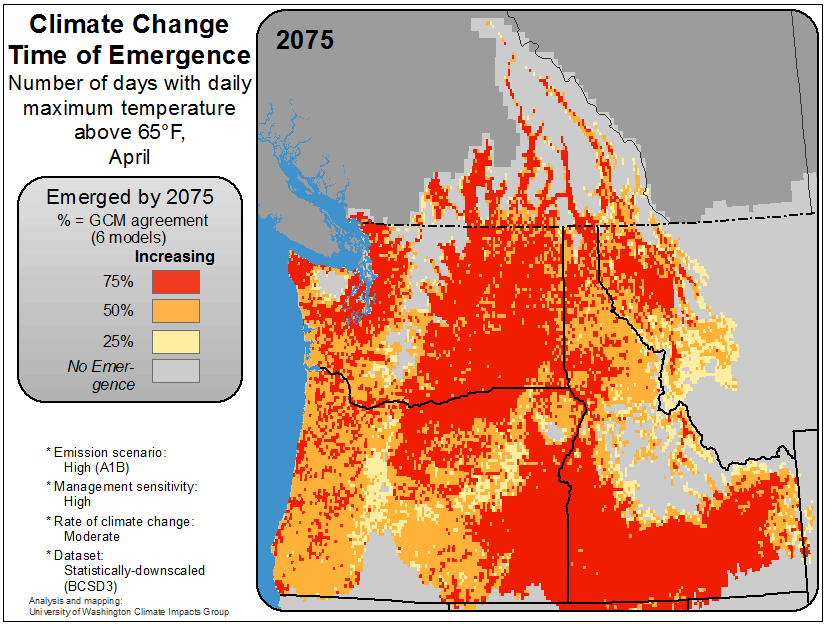 Climate Change
Time of Emergence
Number of days with daily
maximum temperature
above 65°F,
April
2075
Emerged by 2075
% = GCM agreement
(6 models)
Increasing
75%
50%
25%
No Emer-
gence
* Emission scenario:
High (A1B)
* Management sensitivity:
High
* Rate of climate change:
Moderate
* Dataset:
Statistically-downscaled
(BCSD3)
Analysis and mapping:
University of Washington Climate Impacts Group